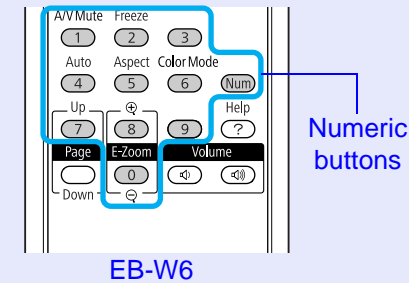 A/V Mute Freeze
1 2 3
Auto Aspect Color Mode
4 5 6 Num
Up Help
7 8 9 ?
Page E-Zoom Volume
0
Down
Numeric
buttons
EB-W6